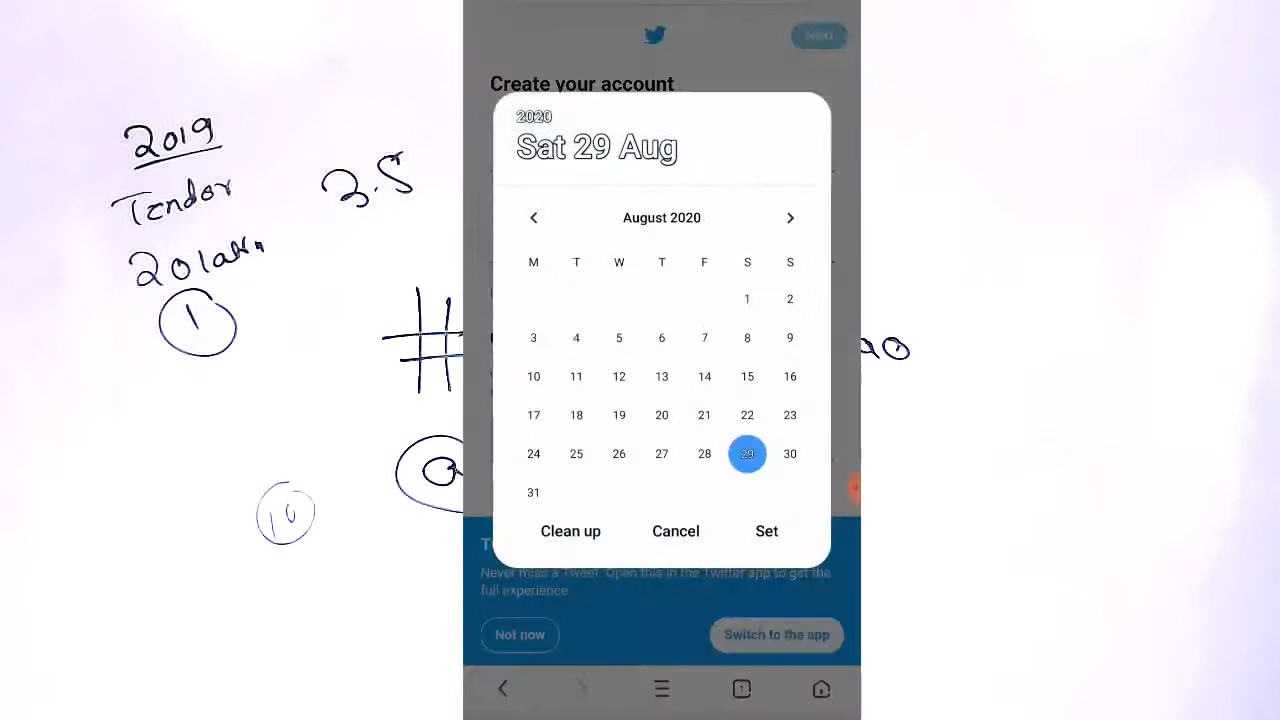 2019
Tendor
3.5
1
10
NEXT
Create your account
2020
Sat 29 Aug
August 2020
M T W T F S S
1 2
3 4 5 6 7 8 9
10 11 12 13 14 15 16
17 18 19 20 21 22 23
24 25 26 27 28 29 30
31
Clean up Cancel Set
Never miss a Tweet. Open this in the Twitter app to get the
full experience
Not now Switch to the app
1